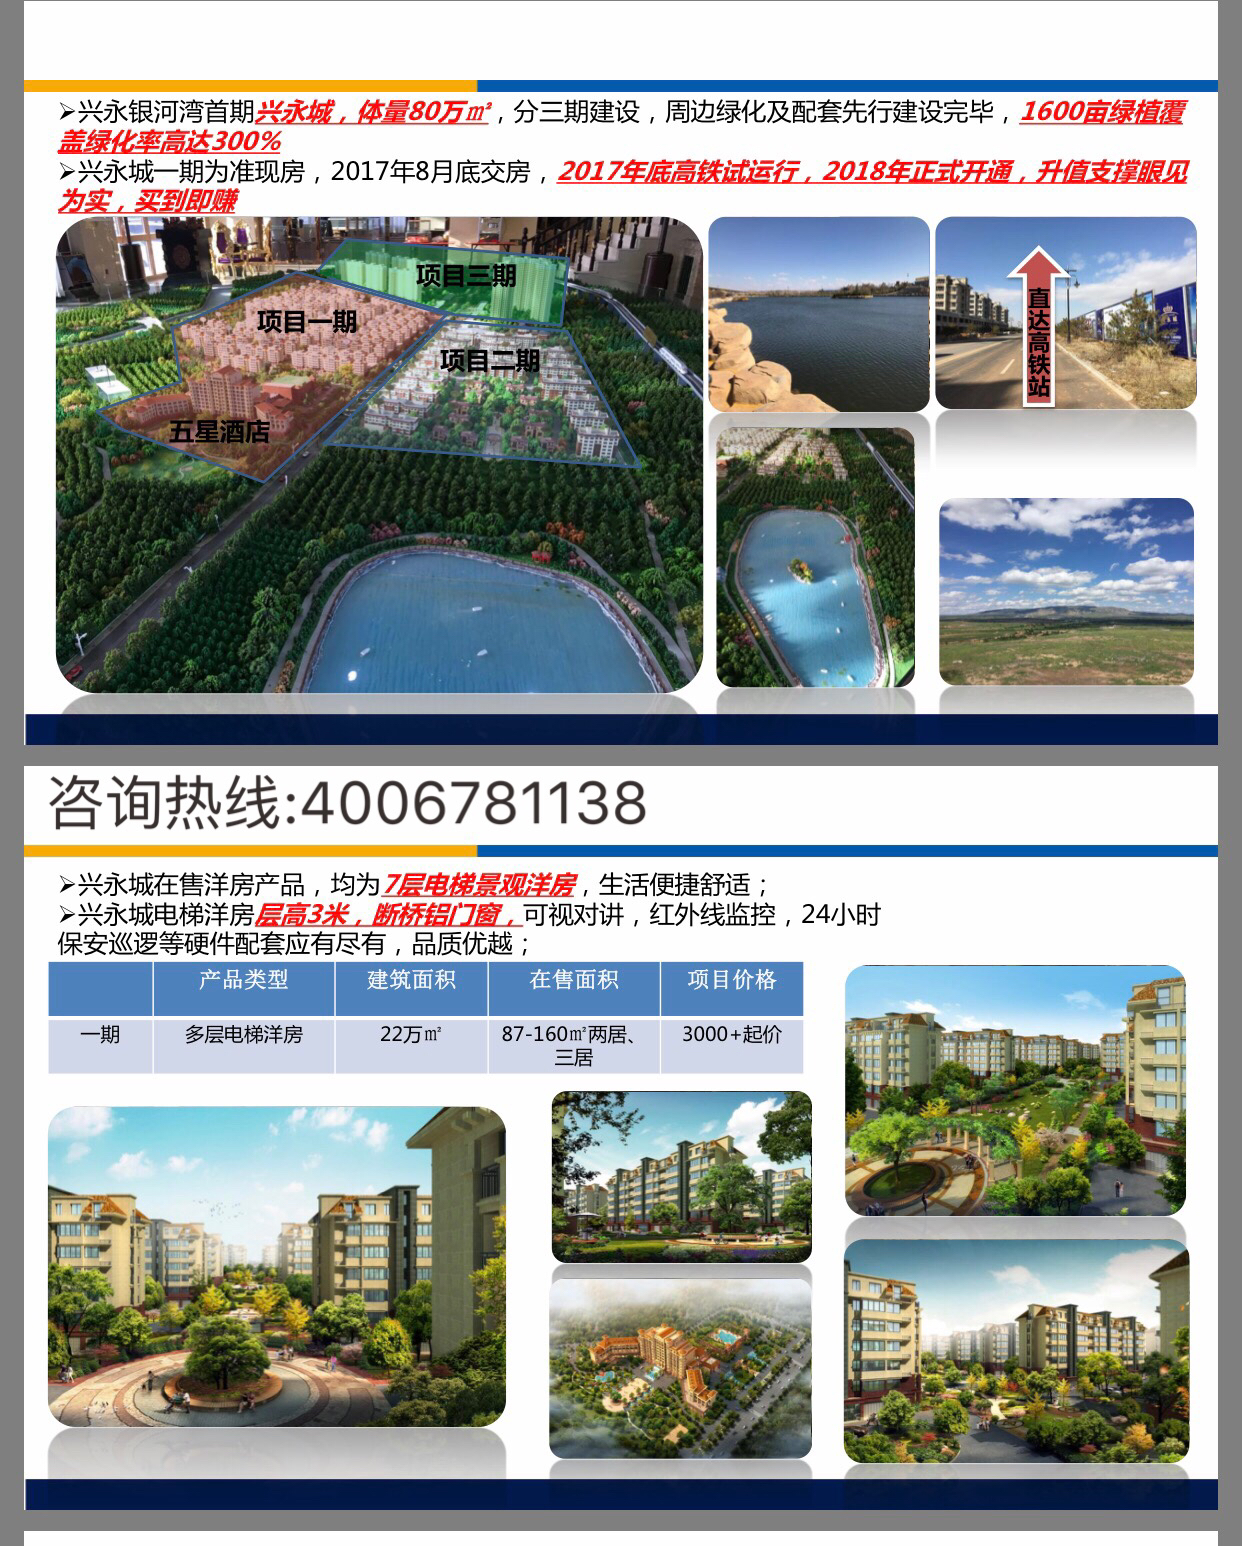 ➢兴永银河湾首期兴永城，体量80万㎡，分三期建设，周边绿化及配套先行建设完毕，1600亩绿植覆
盖绿化率高达300%
➢兴永城一期为准现房，2017年8月底交房，2017年底高铁试运行，2018年正式开通，升值支撑眼见
为实，买到即赚
项目三期
项目一期
项目二期
五星酒店
直达高铁站
咨询热线:4006781138
➢兴永城在售洋房产品，均为7层电梯景观洋房，生活便捷舒适；
➢兴永城电梯洋房层高3米，断桥铝门窗，可视对讲，红外线监控，24小时
保安巡逻等硬件配套应有尽有，品质优越；
产品类型 建筑面积 在售面积 项目价格
一期 多层电梯洋房 22万㎡ 87-160㎡两居、 3000+起价
三居